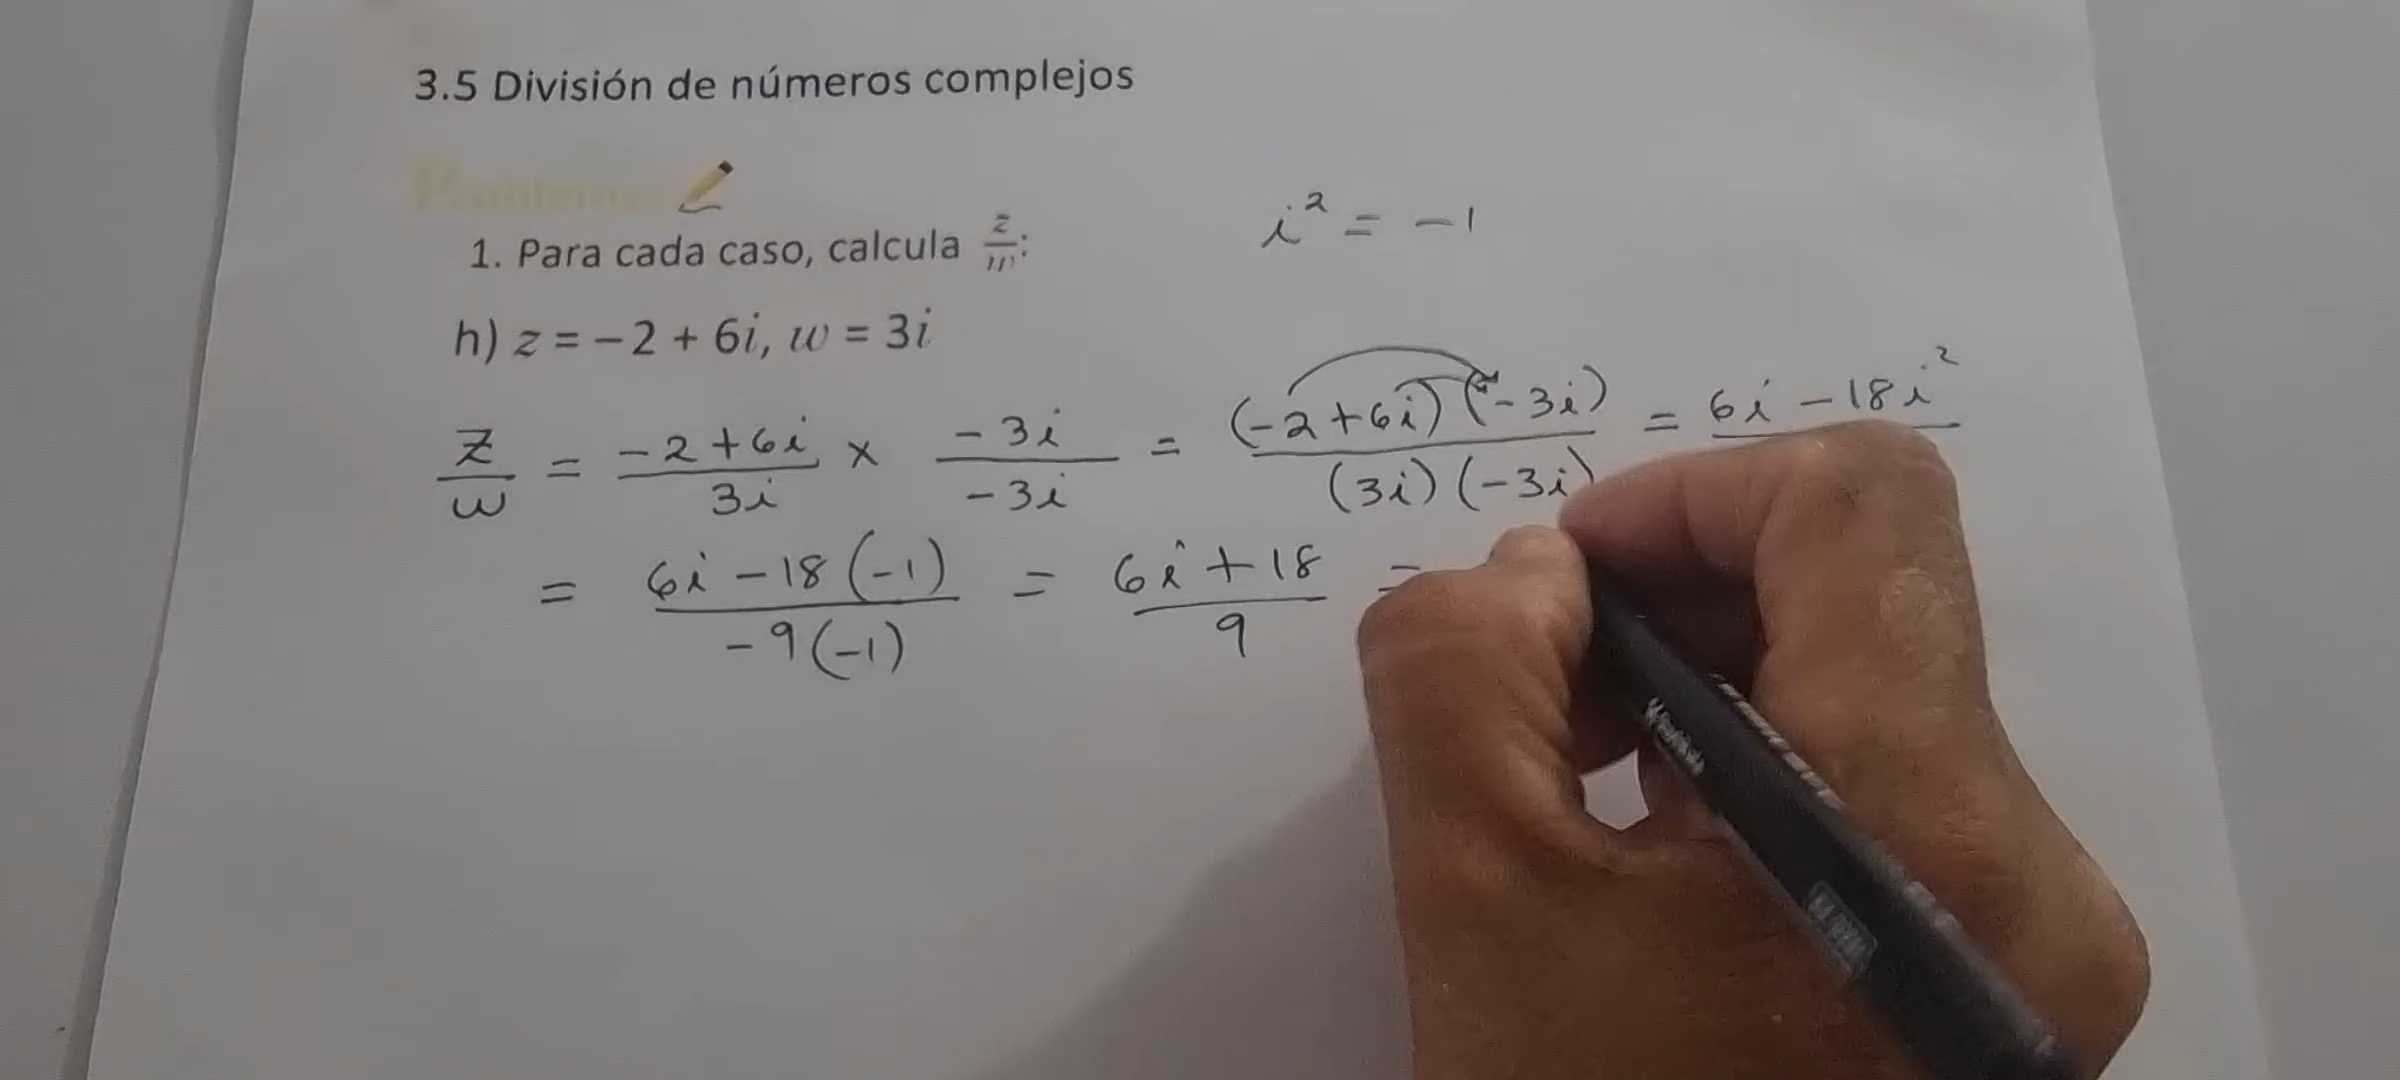 3.5 División de números complejos
Problemas
1. Para cada caso, calcula z/w:
i² = -1
h) z = -2 + 6i, w = 3i
z/w = (-2+6i)/(3i) × (-3i)/(-3i) = ((-2+6i)(-3i))/((3i)(-3i)) = 6i - 18i²
= (6i - 18(-1))/(-9(-1)) = (6i + 18)/9 =